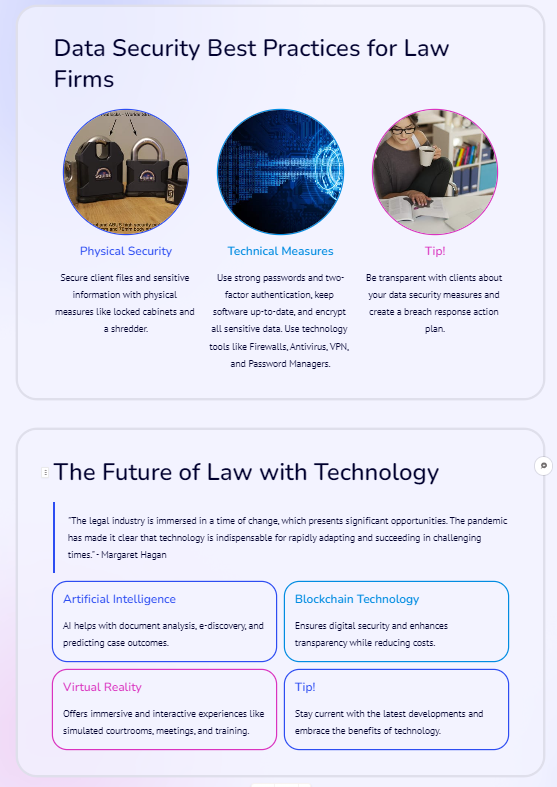 Data Security Best Practices for Law
Firms
Physical Security
Secure client files and sensitive
information with physical
measures like locked cabinets and
a shredder.
Technical Measures
Use strong passwords and two-
factor authentication, keep
software up-to-date, and encrypt
all sensitive data. Use technology
tools like Firewalls, Antivirus, VPN,
and Password Managers.
Tip!
Be transparent with clients about
your data security measures and
create a breach response action
plan.
The Future of Law with Technology
"The legal industry is immersed in a time of change, which presents significant opportunities. The pandemic
has made it clear that technology is indispensable for rapidly adapting and succeeding in challenging
times." - Margaret Hagan
Artificial Intelligence
AI helps with document analysis, e-discovery, and
predicting case outcomes.
Blockchain Technology
Ensures digital security and enhances
transparency while reducing costs.
Virtual Reality
Offers immersive and interactive experiences like
simulated courtrooms, meetings, and training.
Tip!
Stay current with the latest developments and
embrace the benefits of technology.